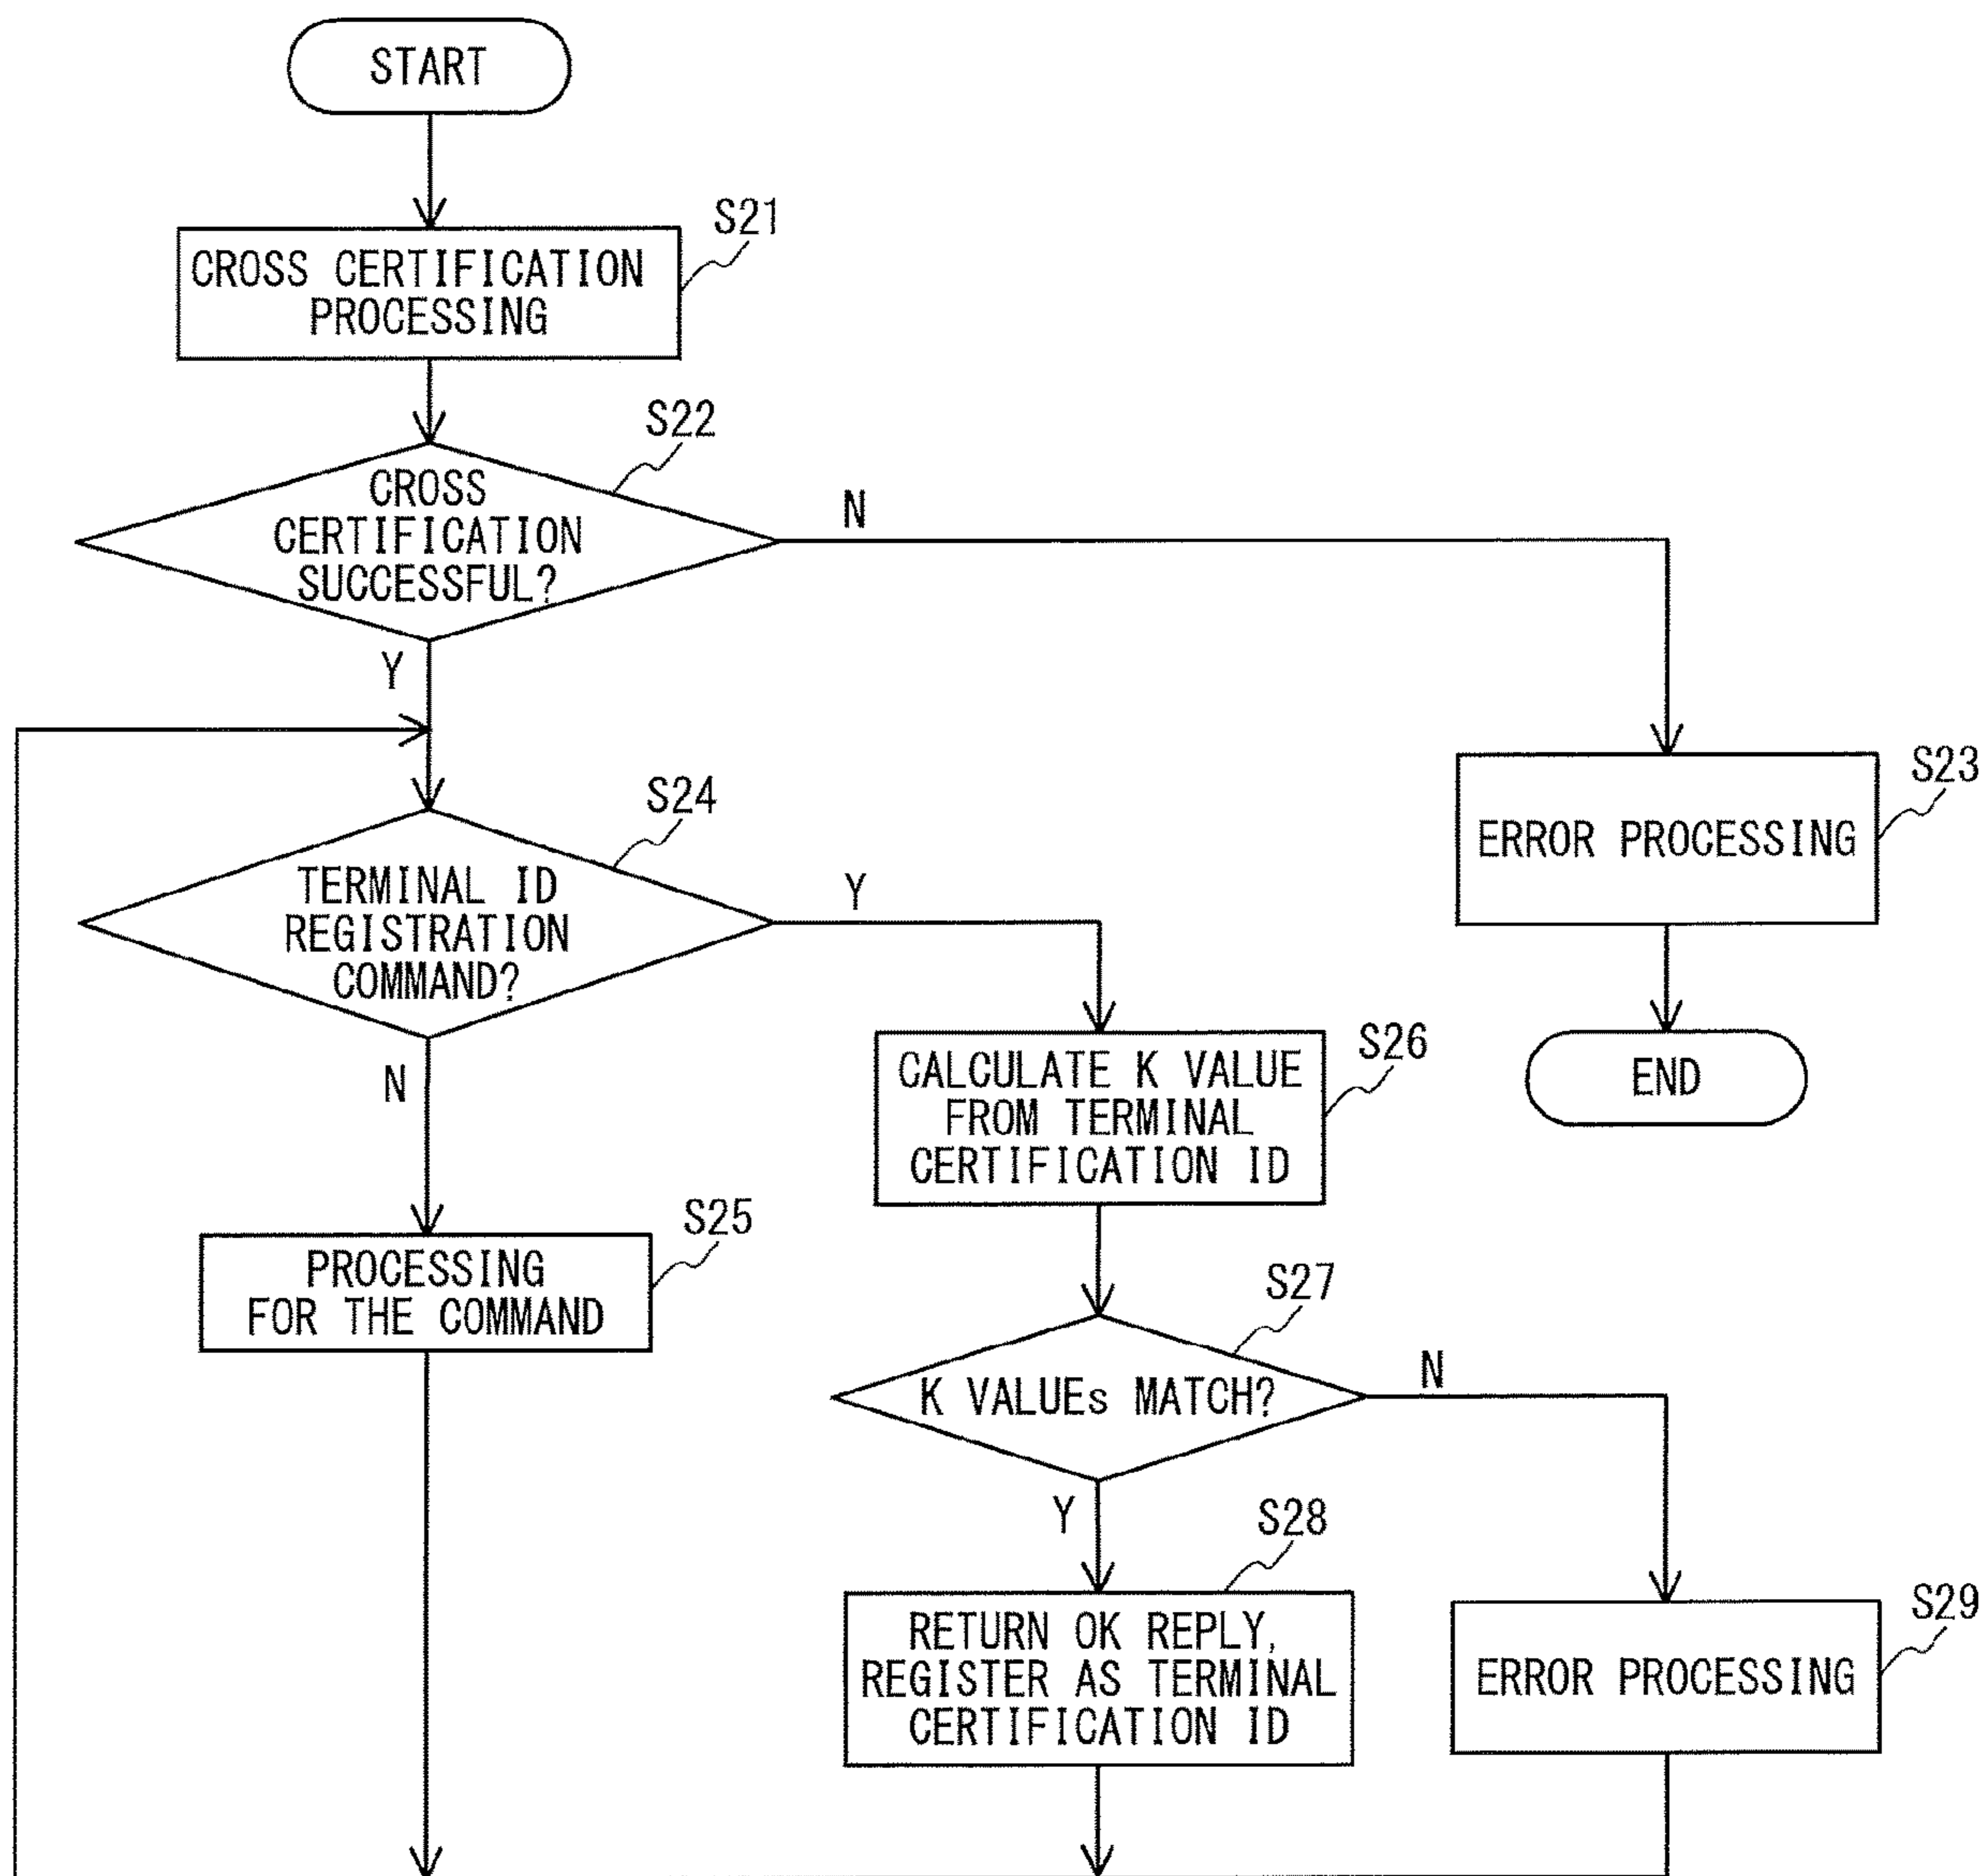 START
S21
CROSS CERTIFICATION
PROCESSING
S22
CROSS
CERTIFICATION
SUCCESSFUL?
N
Y
S23
ERROR PROCESSING
END
S24
TERMINAL ID
REGISTRATION
COMMAND?
Y
N
S25
PROCESSING
FOR THE COMMAND
S26
CALCULATE K VALUE
FROM TERMINAL
CERTIFICATION ID
S27
K VALUEs MATCH?
N
Y
S28
RETURN OK REPLY,
REGISTER AS TERMINAL
CERTIFICATION ID
S29
ERROR PROCESSING